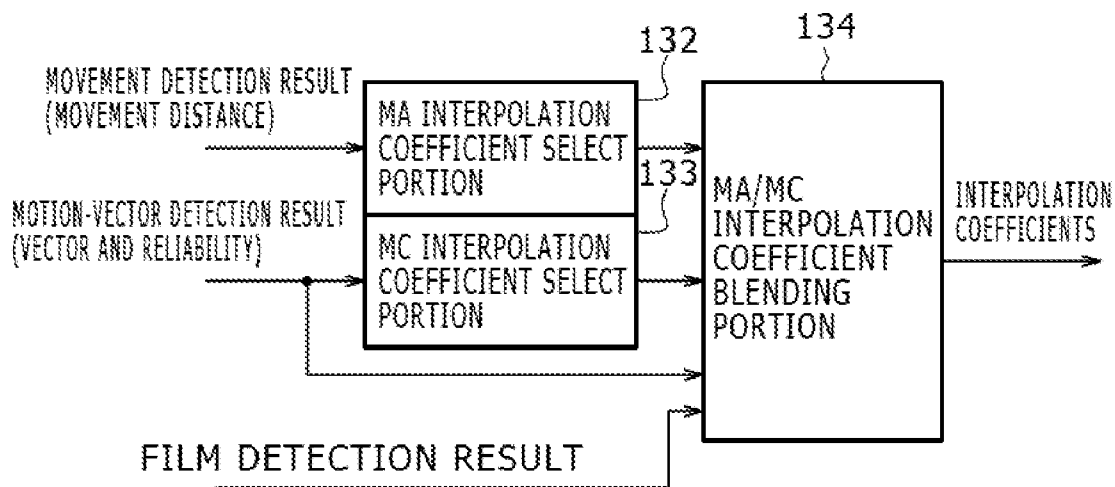 134
132
MOVEMENT DETECTION RESULT
(MOVEMENT DISTANCE)
MA INTERPOLATION
COEFFICIENT SELECT
PORTION
133
MOTION-VECTOR DETECTION RESULT
(VECTOR AND RELIABILITY)
MC INTERPOLATION
COEFFICIENT SELECT
PORTION
MA/MC
INTERPOLATION
COEFFICIENT
BLENDING
PORTION
INTERPOLATION
COEFFICIENTS
FILM DETECTION RESULT